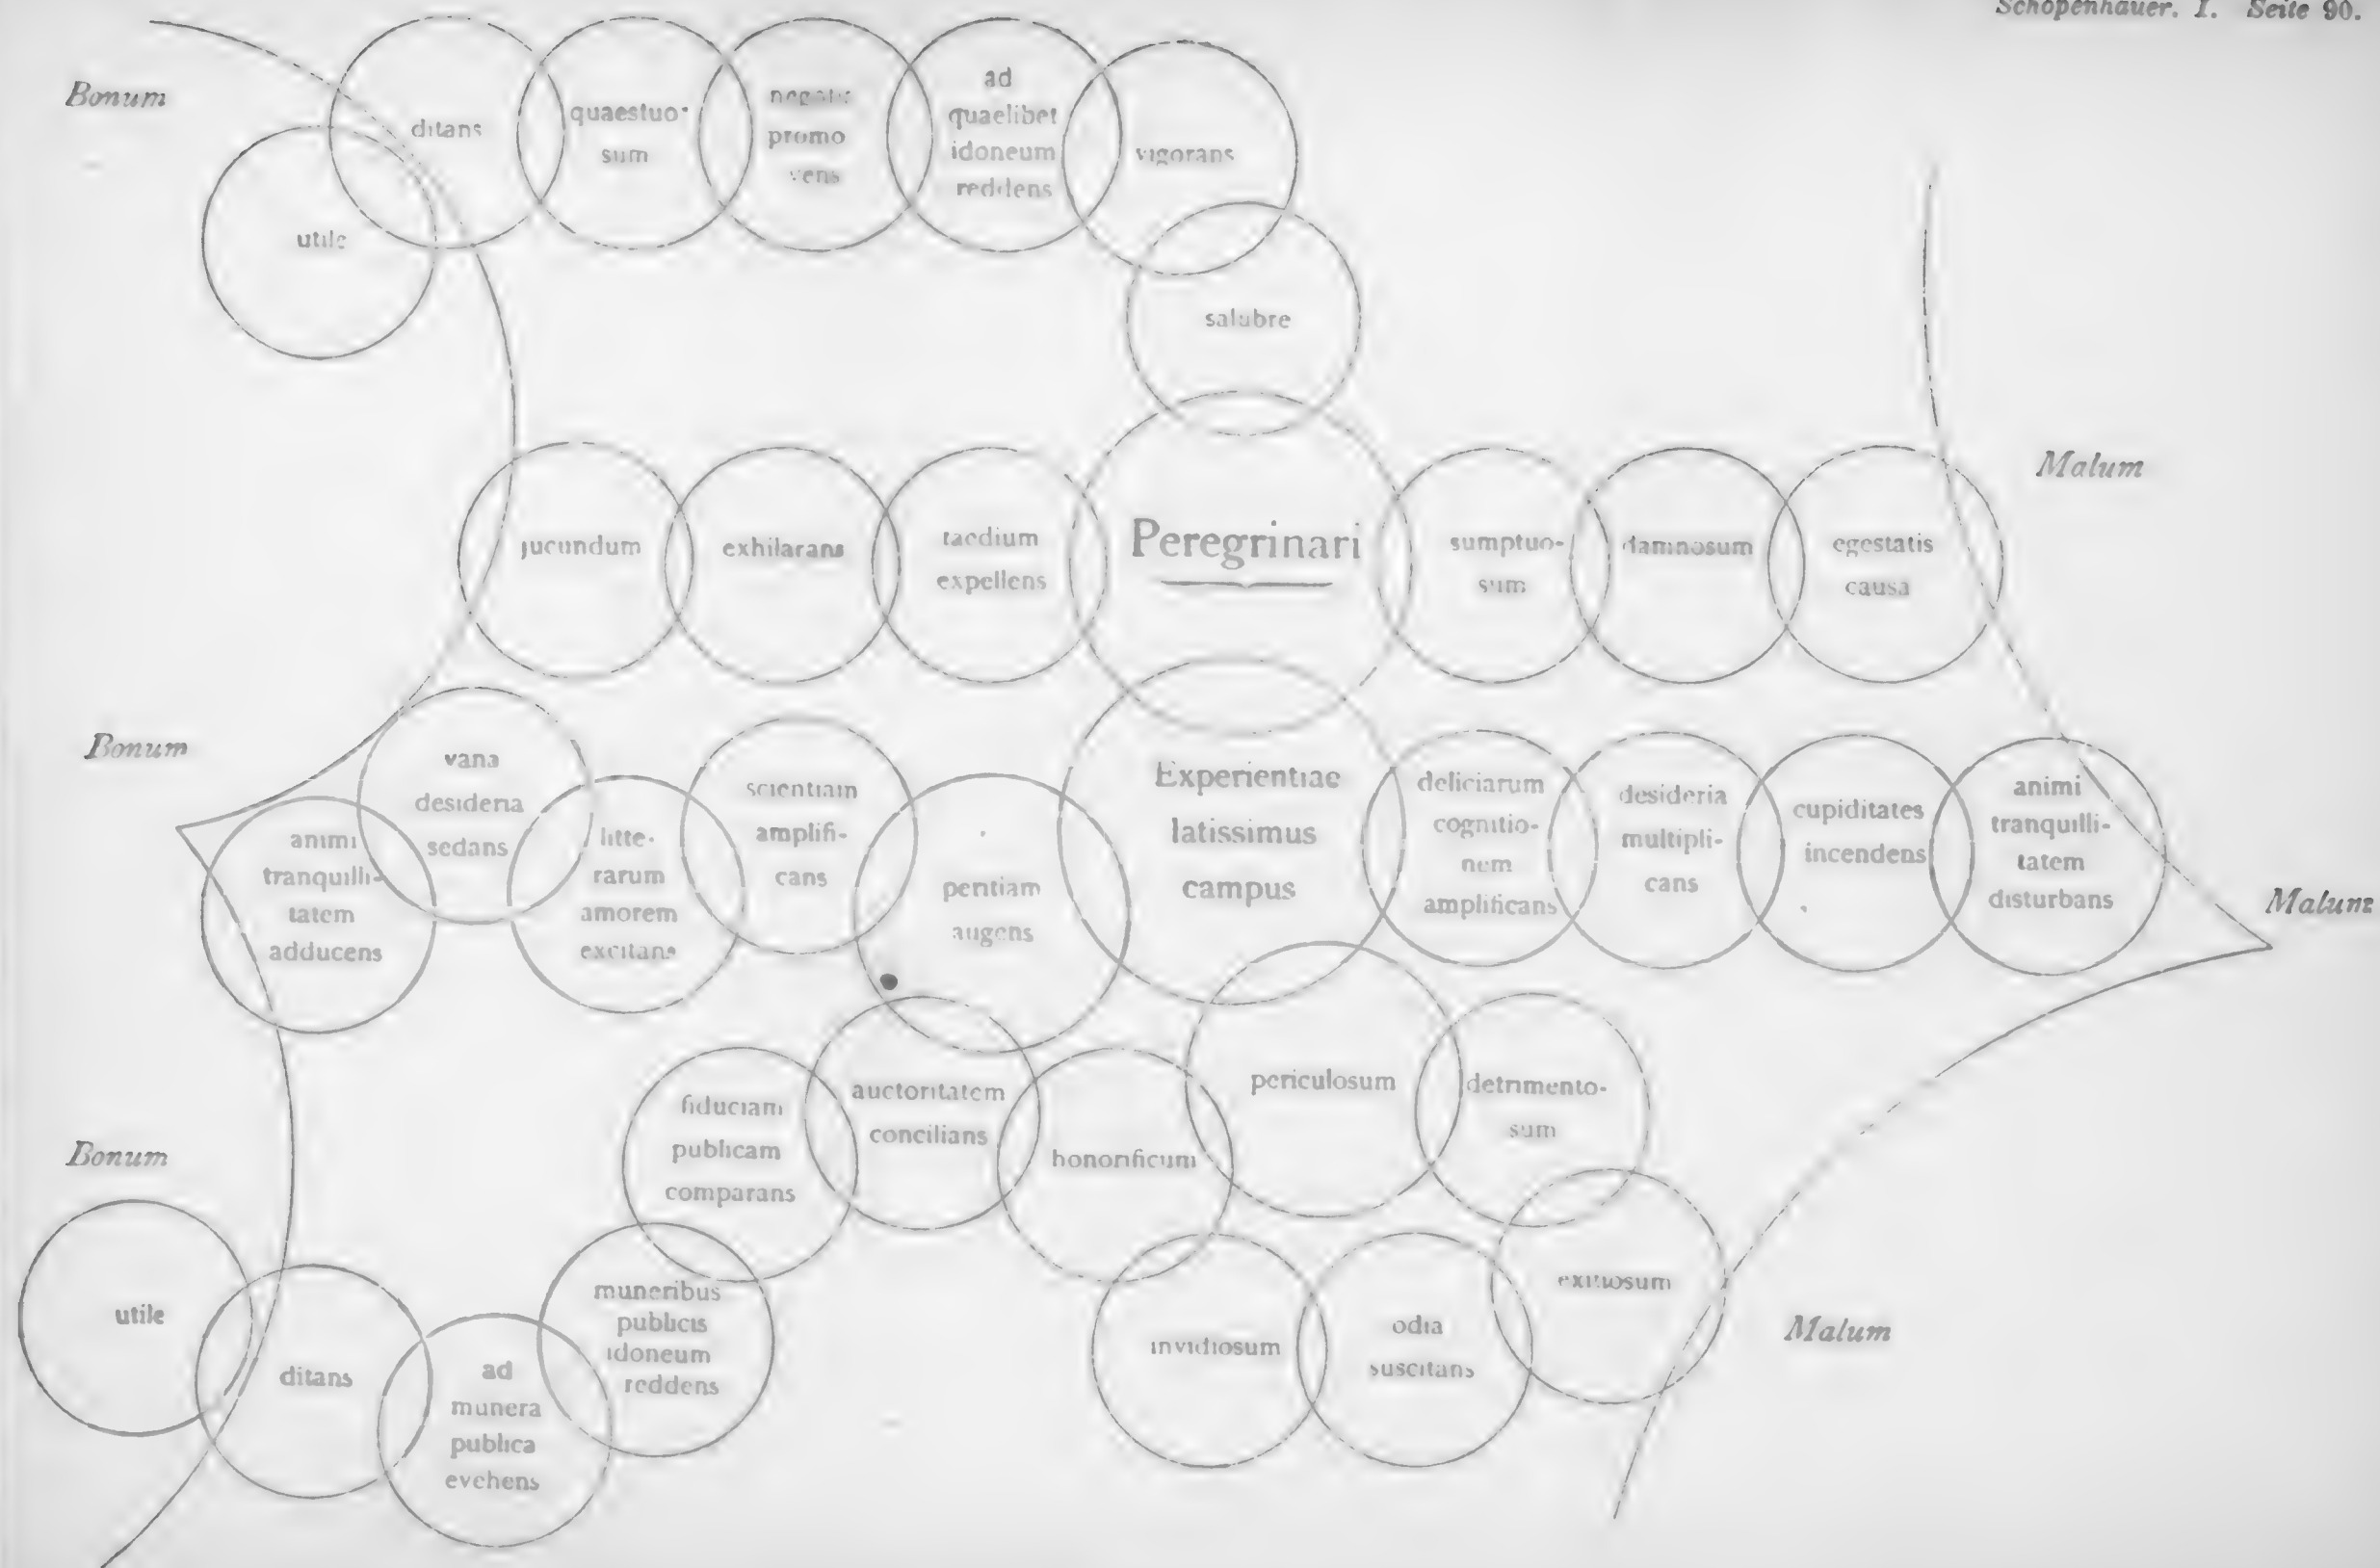 Schopenhauer. I. Seite 90.
Bonum
ditans
quaestuo-
sum
negotia
promo
vens
ad
quaelibet
idoneum
reddens
vigorans
utile
salubre
jucundum
exhilarans
taedium
expellens
Peregrinari
sumptuo-
sum
damnosum
egestatis
causa
Malum
Bonum
vana
desideria
sedans
animi
tranquilli-
tatem
adducens
litte-
rarum
amorem
excitans
scientiam
amplifi-
cans
peritiam
augens
Experientiae
latissimus
campus
deliciarum
cognitio-
nem
amplificans
desideria
multipli-
cans
cupiditates
incendens
animi
tranquilli-
tatem
disturbans
Malum
Bonum
fiduciam
publicam
comparans
auctoritatem
concilians
honorificum
periculosum
detrimento-
sum
utile
ditans
ad
munera
publica
evehens
muneribus
publicis
idoneum
reddens
invidiosum
odia
suscitans
exitiosum
Malum